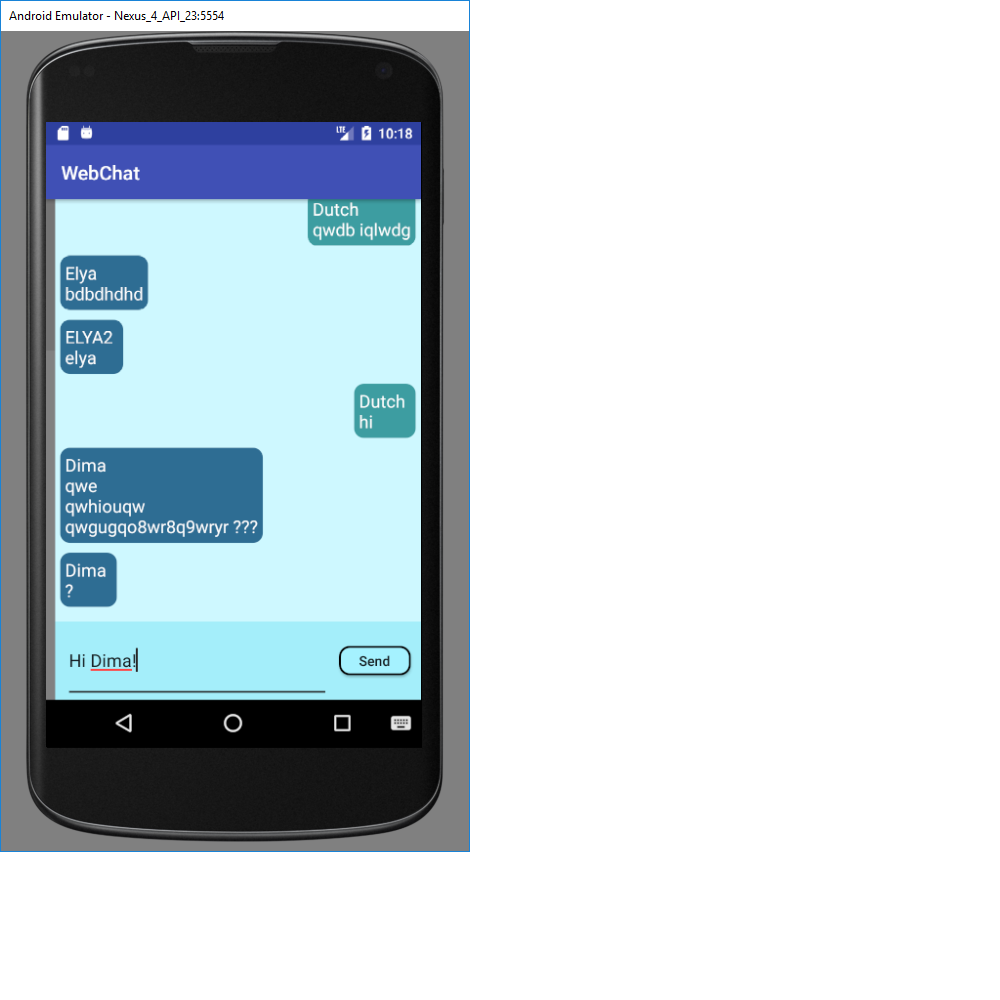 Android Emulator - Nexus_4_API_23:5554
LTE 10:18
WebChat
Dutch
qwdb iqlwdg
Elya
bdbdhdhd
ELYA2
elya
Dutch
hi
Dima
qwe
qwhiouqw
qwgugqo8wr8q9wryr ???
Dima
?
Hi Dima!
Send